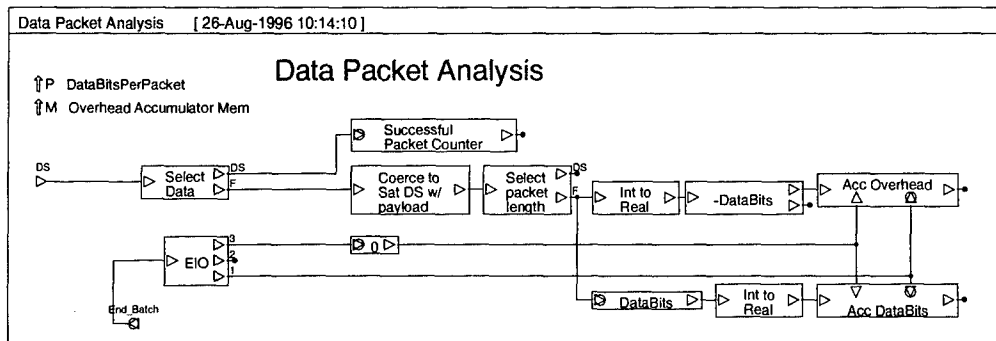 Data Packet Analysis [ 26-Aug-1996 10:14:10 ]
Data Packet Analysis
⇑P DataBitsPerPacket
⇑M Overhead Accumulator Mem
Successful
Packet Counter
DS
Select
Data
DS
F
Coerce to
Sat DS w/
payload
Select
packet
length
DS
F
Int to
Real
-DataBits
Acc Overhead
EIO
3
2
1
0
End_Batch
DataBits
Int to
Real
Acc DataBits